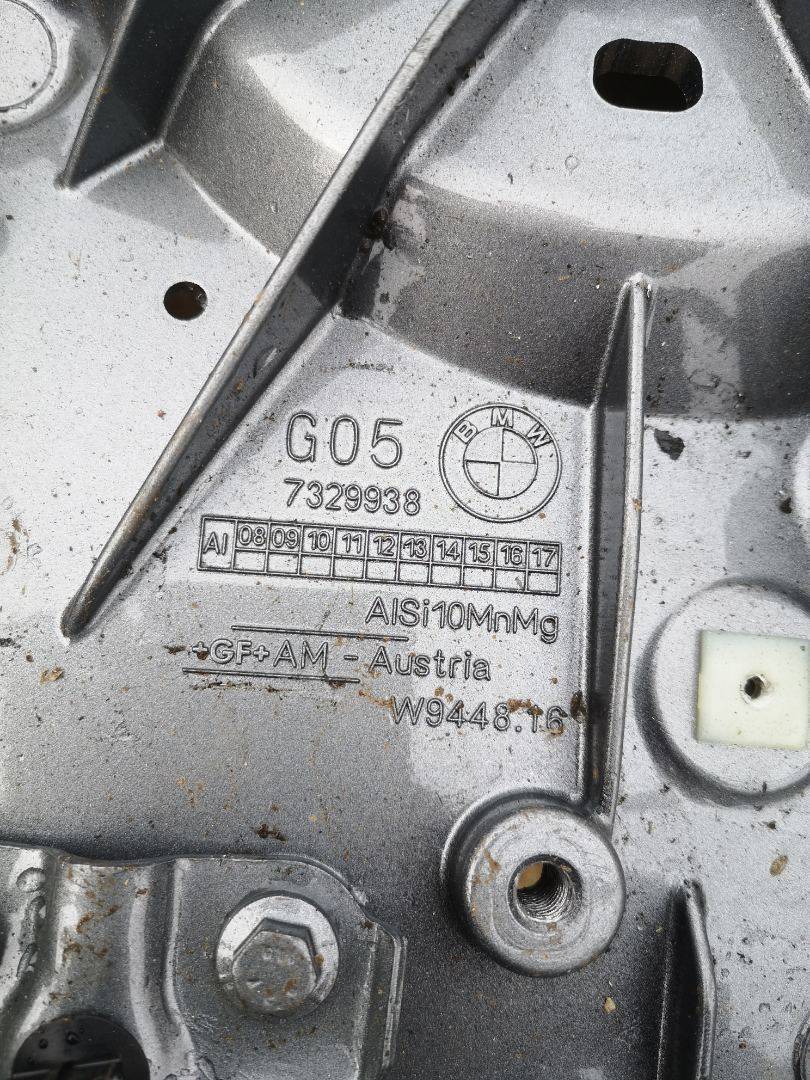 G05
BMW
7329938
Al 08 09 10 11 12 13 14 15 16 17
AlSi10MnMg
+GF+AM - Austria
W9448.16